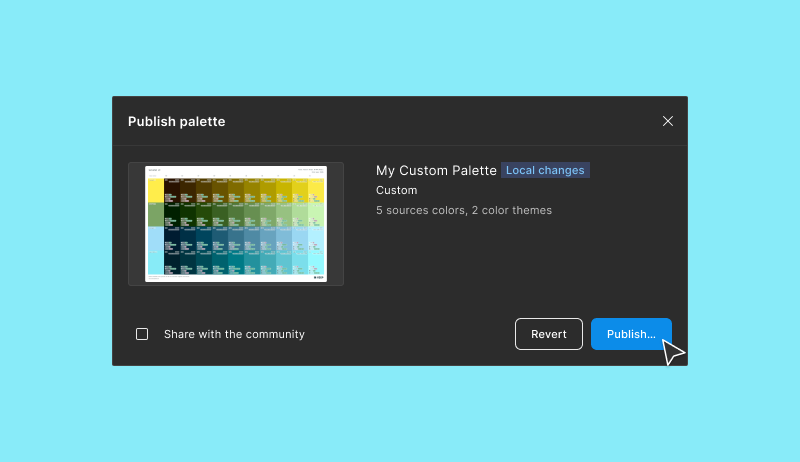 Publish palette
My Custom Palette Local changes
Custom
5 sources colors, 2 color themes
Share with the community
Revert
Publish...